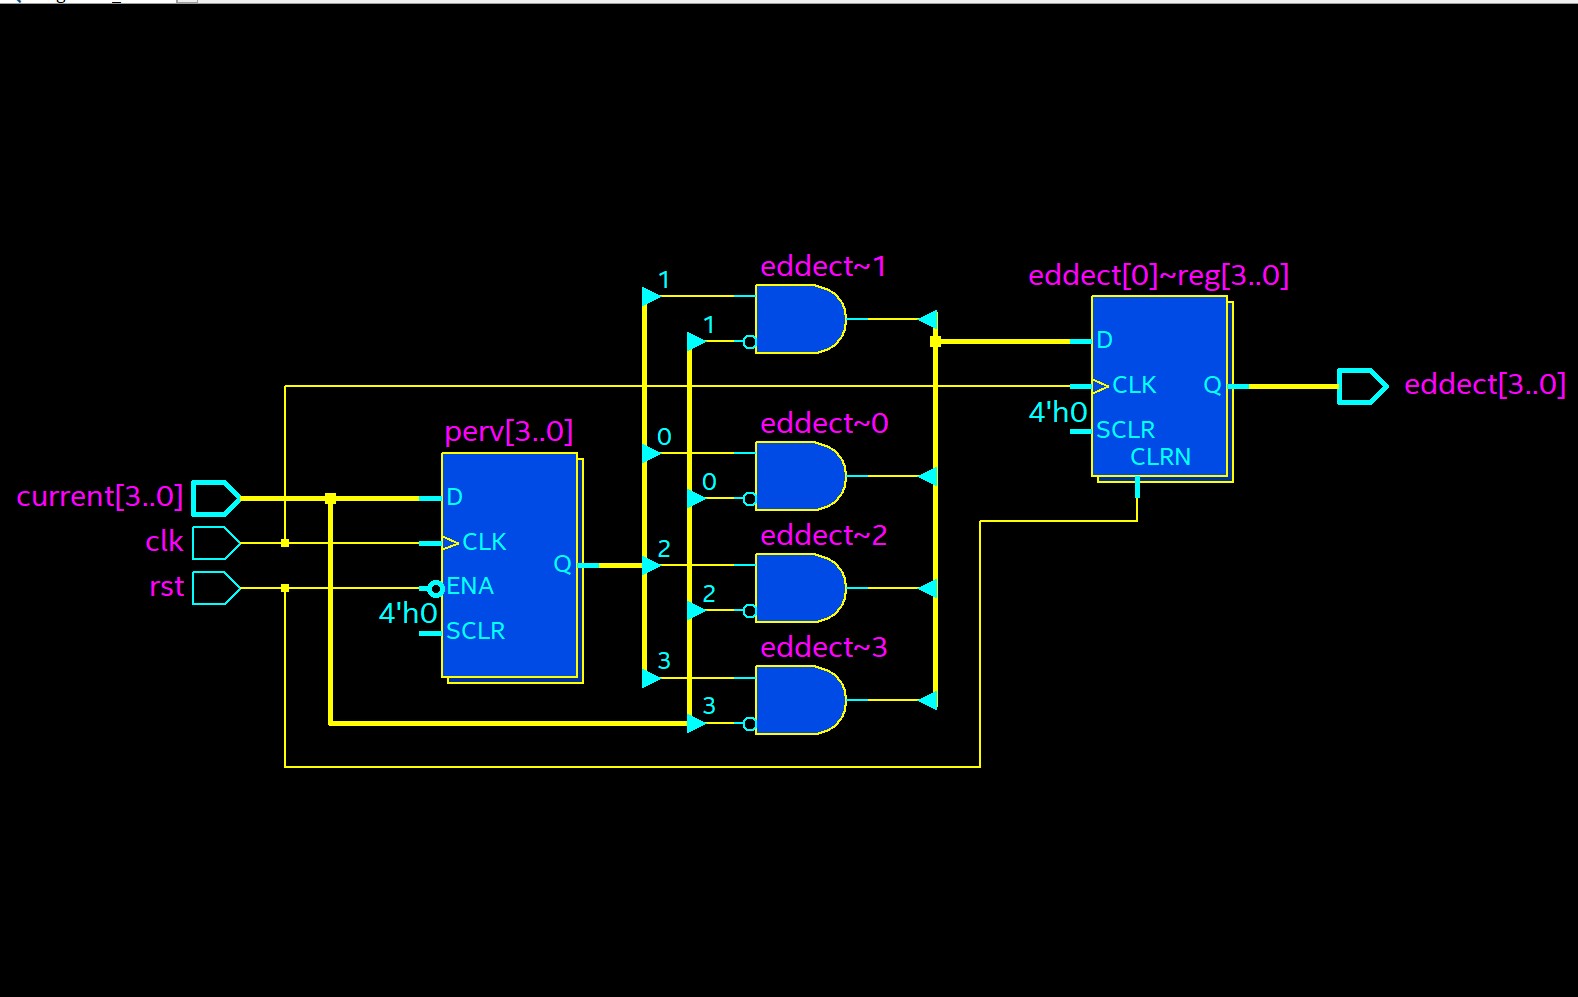 eddect~1
1
1
eddect[0]~reg[3..0]
D
CLK
Q
eddect[3..0]
4'h0
SCLR
CLRN
eddect~0
0
0
perv[3..0]
current[3..0]
D
clk
CLK
Q
rst
ENA
4'h0
SCLR
eddect~2
2
2
eddect~3
3
3